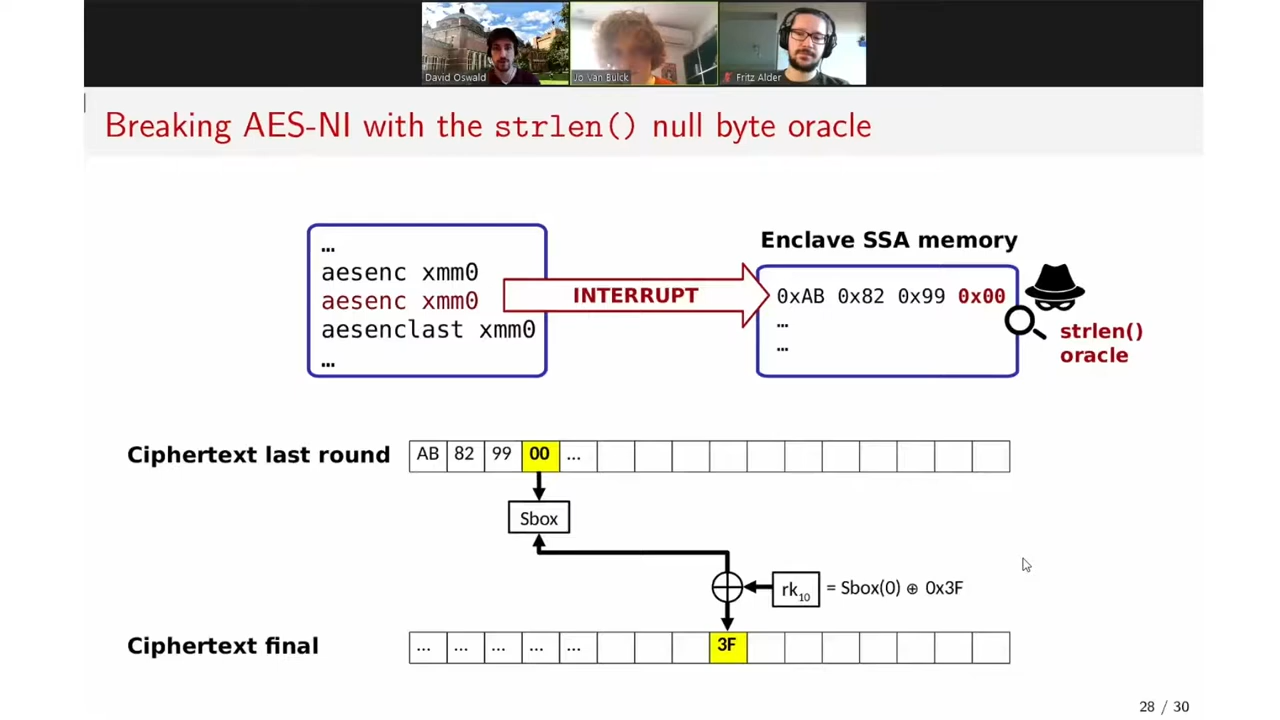 David Oswald
Jo Van Bulck
Fritz Alder
Breaking AES-NI with the strlen() null byte oracle
Enclave SSA memory
…
aesenc xmm0
aesenc xmm0
aesenclast xmm0
…
INTERRUPT
0xAB 0x82 0x99 0x00
…
…
strlen()
oracle
Ciphertext last round
AB 82 99 00 ...
Sbox
rk10 = Sbox(0) ⊕ 0x3F
Ciphertext final
... ... ... ... ... 3F
28 / 30